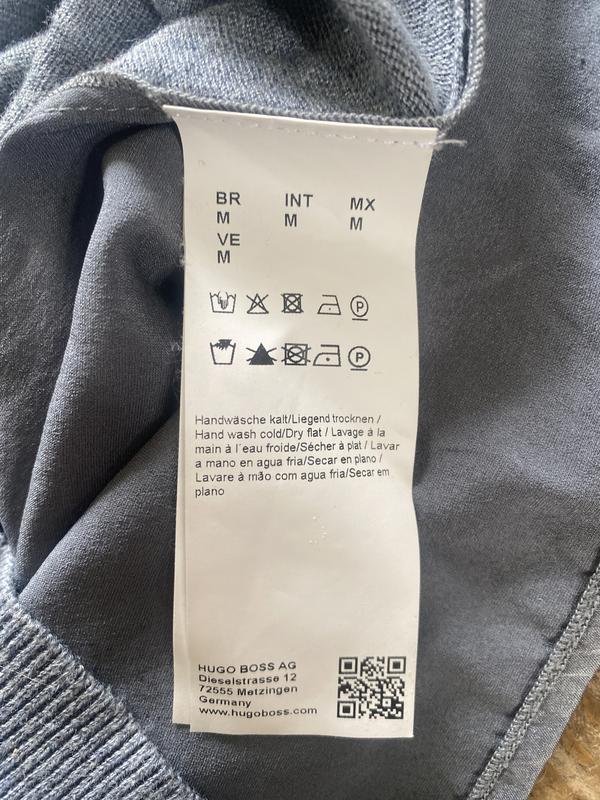 BR INT MX
M M M
VE
M
P
P
Handwäsche kalt/Liegend trocknen /
Hand wash cold/Dry flat / Lavage à la
main à l'eau froide/Sécher à plat / Lavar
a mano en agua fria/Secar en plano /
Lavare à mão com agua fria/Secar em
plano
HUGO BOSS AG
Dieselstrasse 12
72555 Metzingen
Germany
www.hugoboss.com